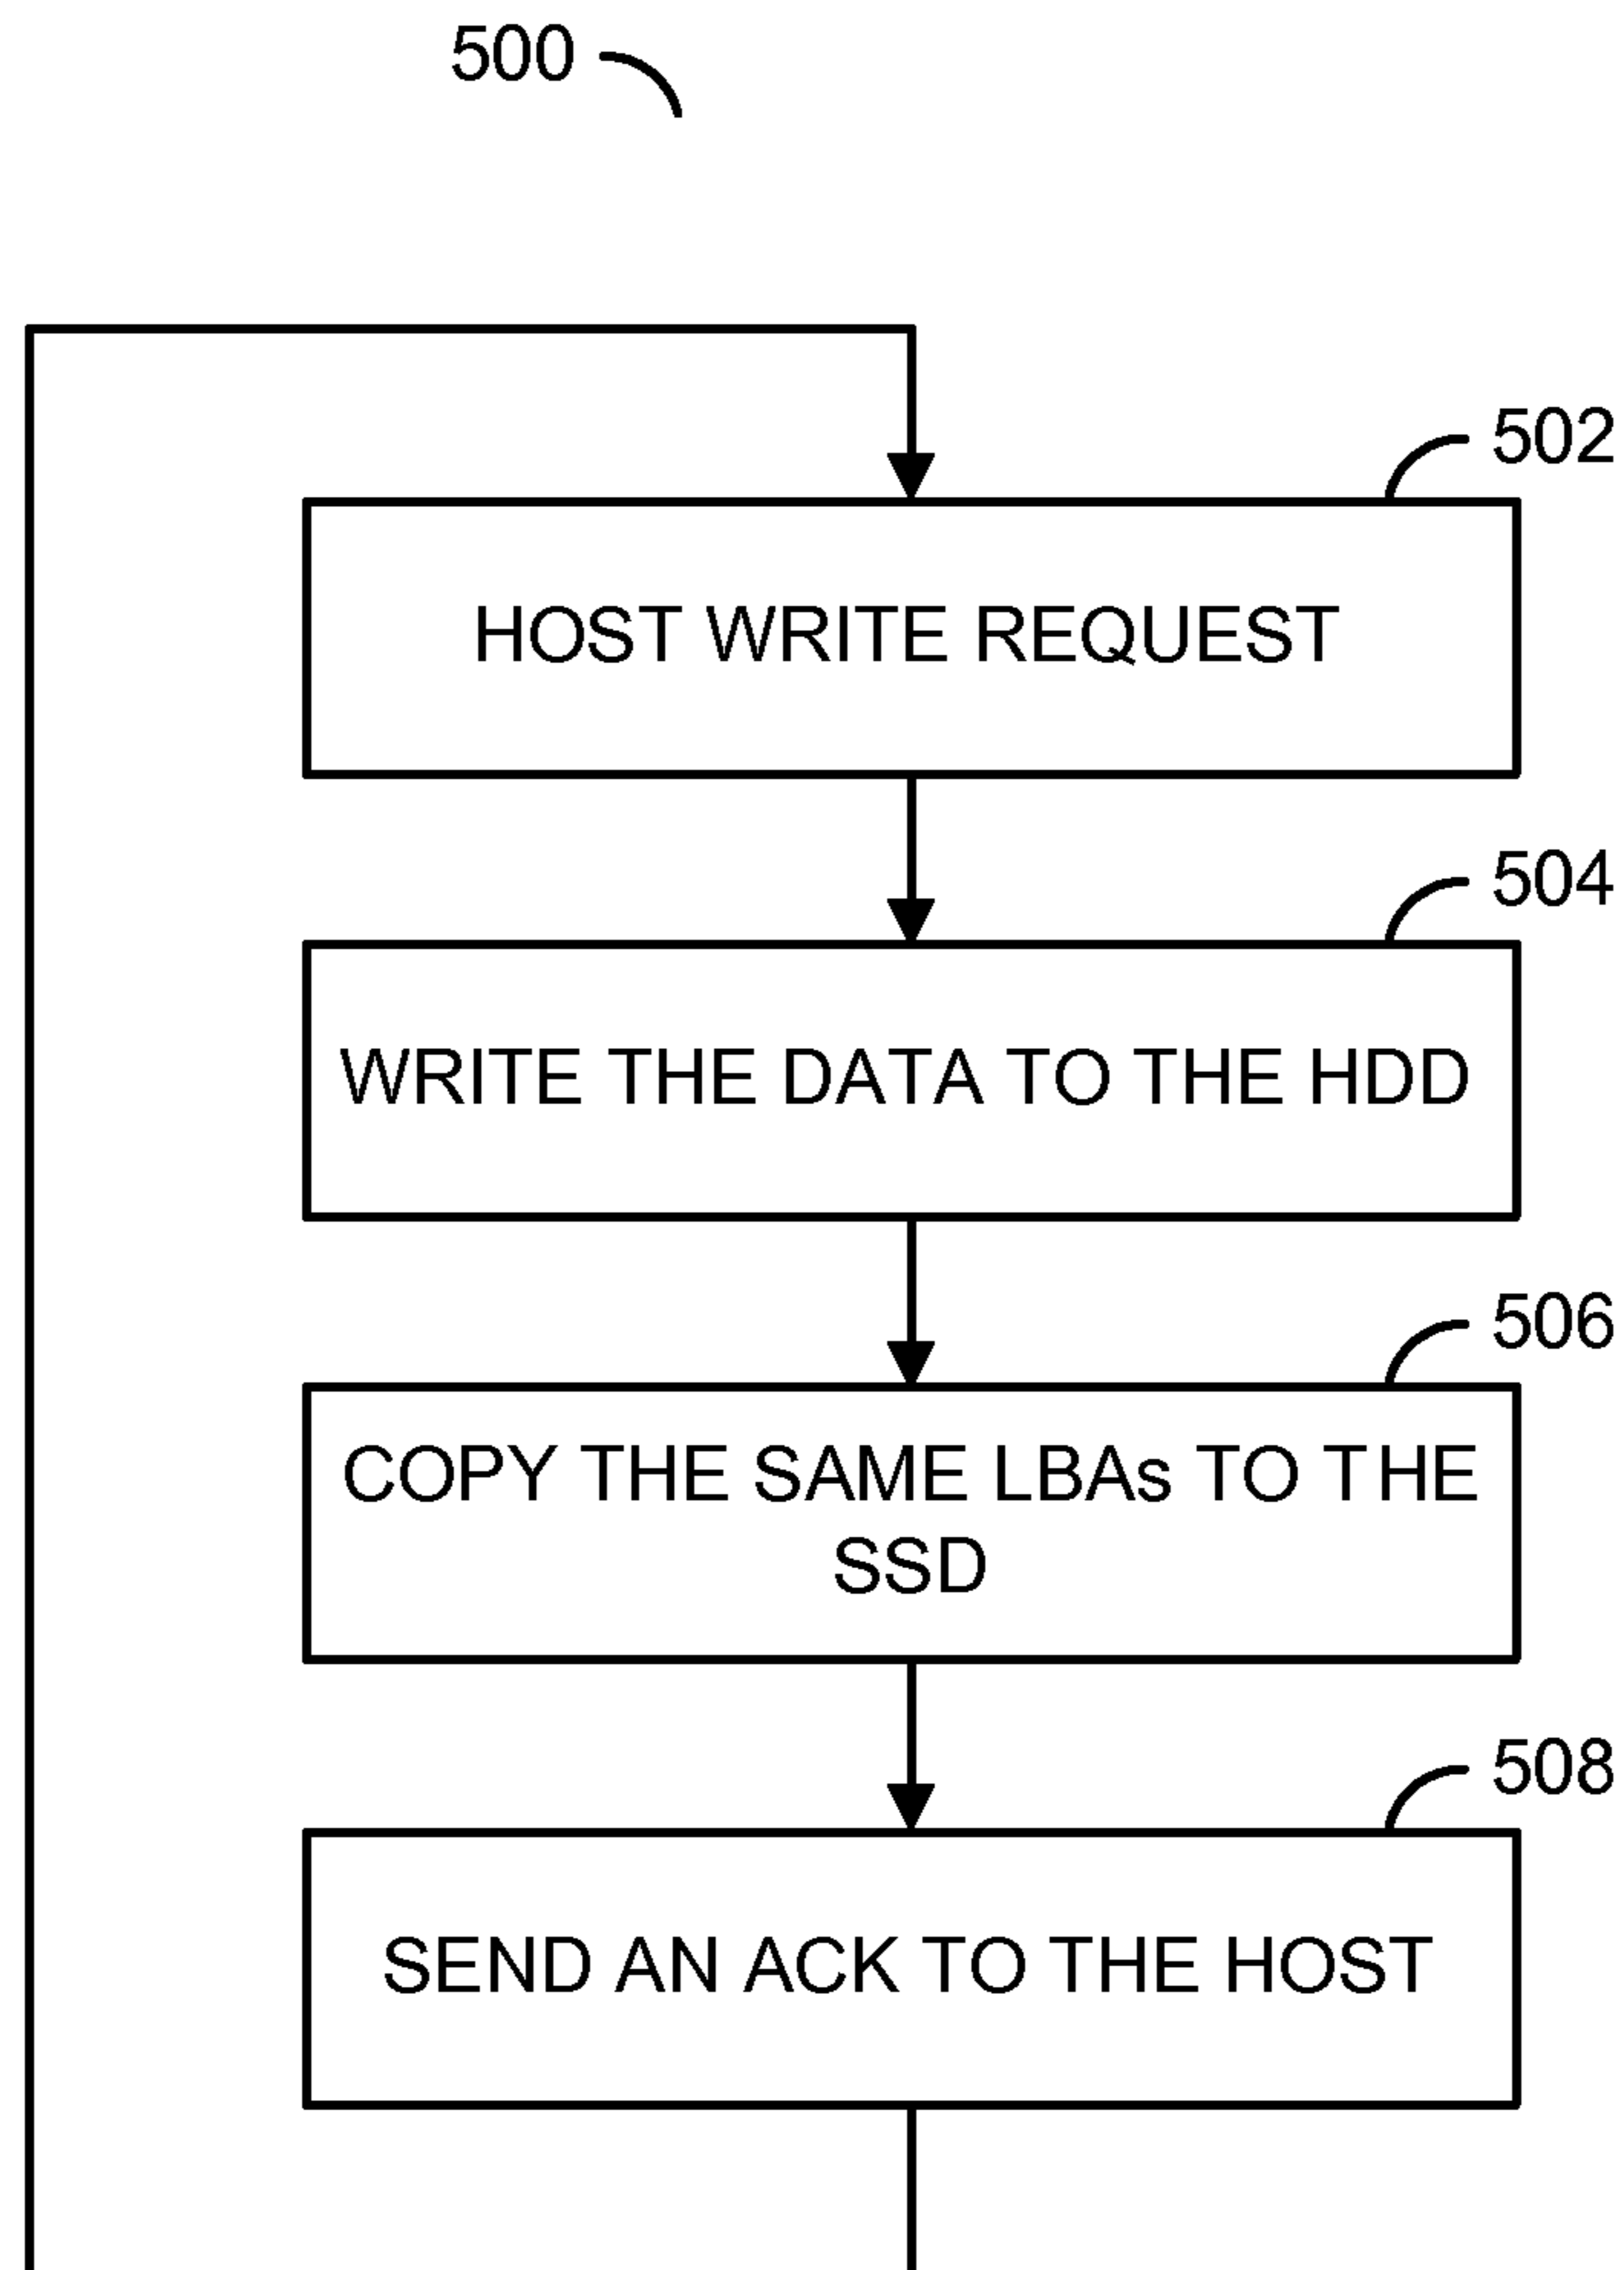 500
502
HOST WRITE REQUEST
504
WRITE THE DATA TO THE HDD
506
COPY THE SAME LBAs TO THE
SSD
508
SEND AN ACK TO THE HOST